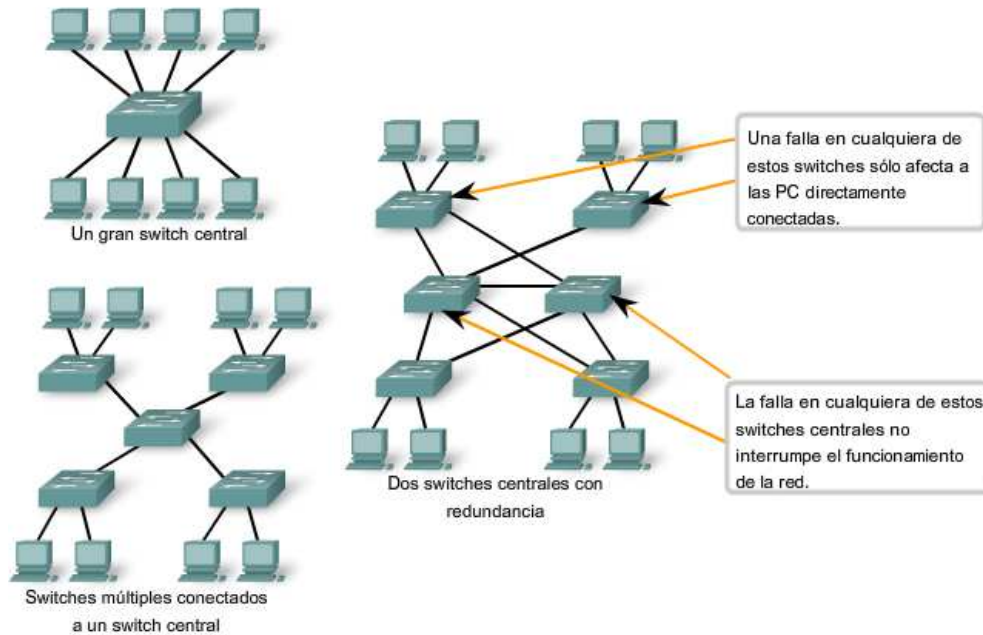 Un gran switch central
Switches múltiples conectados
a un switch central
Dos switches centrales con
redundancia
Una falla en cualquiera de
estos switches sólo afecta a
las PC directamente
conectadas.
La falla en cualquiera de estos
switches centrales no
interrumpe el funcionamiento
de la red.